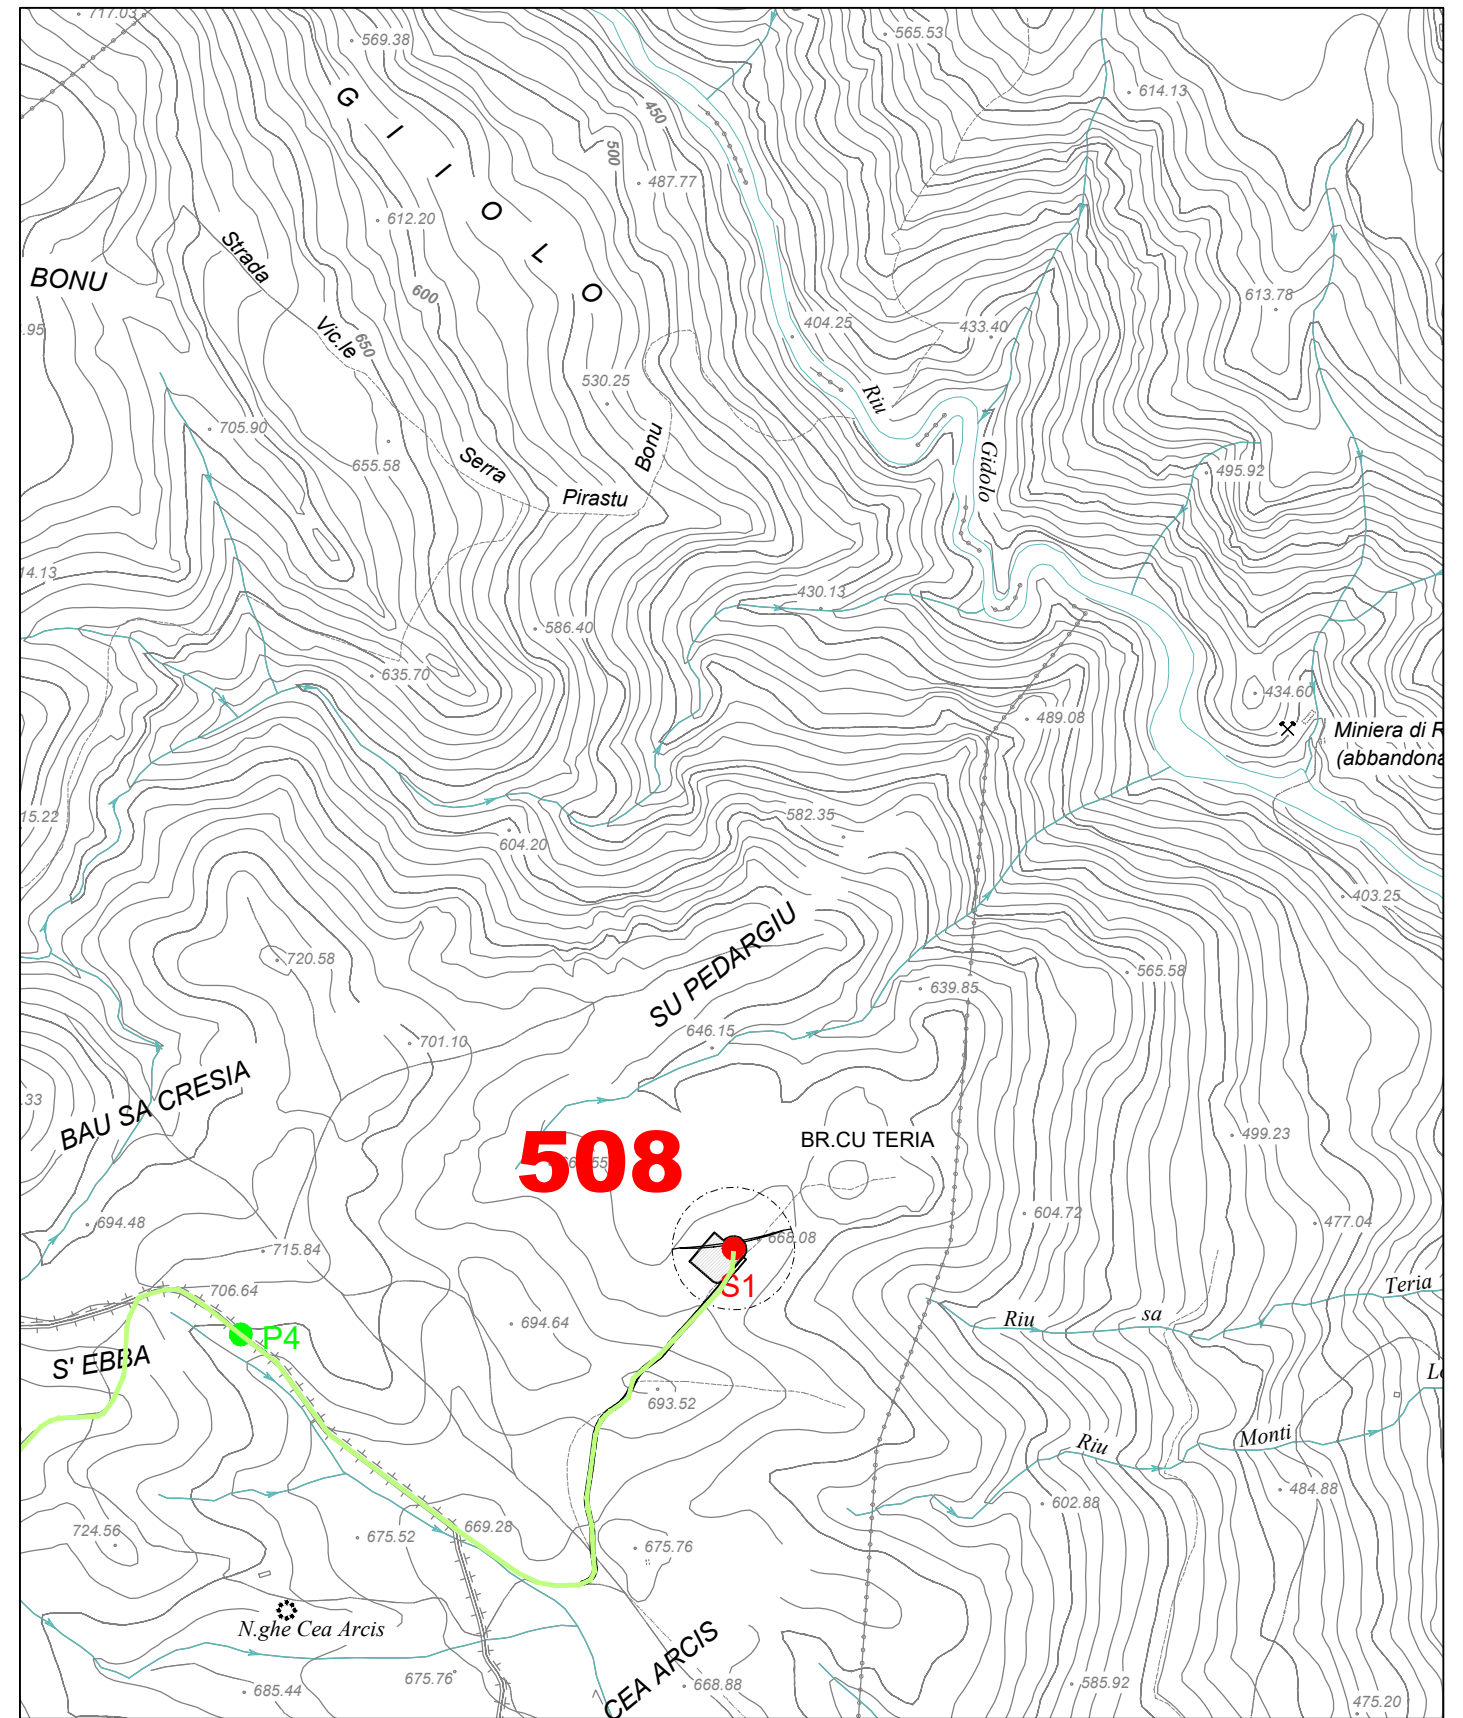 717.03
569.38
565.53
614.13
450
500
487.77
GIOLO
612.20
Strada
BONU
600
613.78
.95
Vic.le
650
404.25
433.40
530.25
Riu
705.90
Bonu
655.58
Serra
Gidolo
495.92
Pirastu
14.13
430.13
586.40
635.70
434.60
489.08
Miniera di R
(abbandona
15.22
582.35
604.20
403.25
SU PEDARGIU
720.58
565.58
639.85
646.15
701.10
BAU SA CRESIA
.33
508
BR.CU TERIA
499.23
604.72
694.48
477.04
715.84
668.08
S1
706.64
Teria
Riu
sa
694.64
P4
S' EBBA
693.52
Riu
Monti
484.88
602.88
724.56
675.52
669.28
675.76
N.ghe Cea Arcis
CEA ARCIS
675.76
685.44
668.88
585.92
475.20